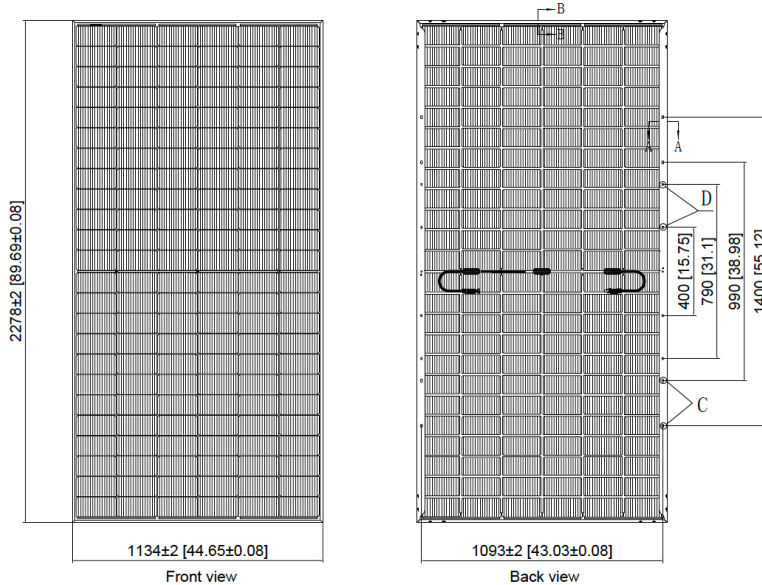 B
B
A
A
D
C
2278±2 [89.69±0.08]
400 [15.75]
790 [31.1]
990 [38.98]
1400 [55.12]
1134±2 [44.65±0.08]
1093±2 [43.03±0.08]
Front view
Back view